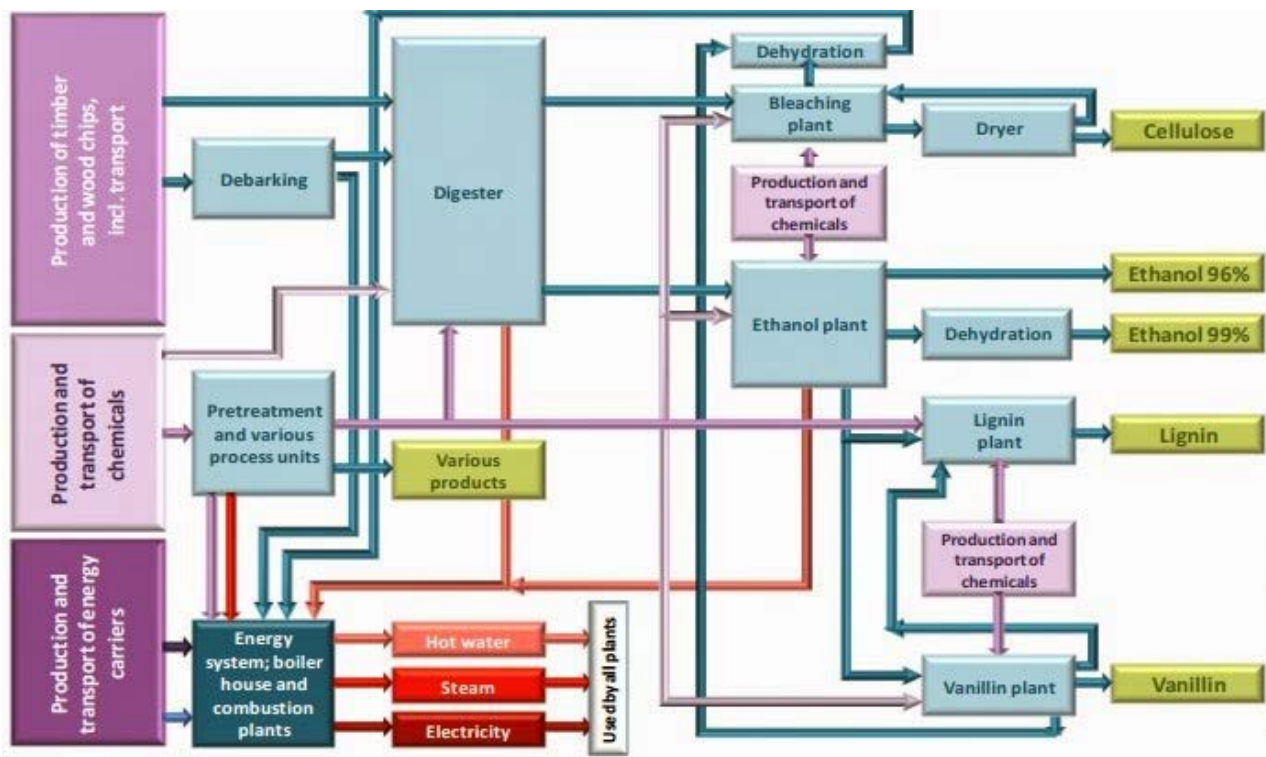 Production of timber
and wood chips,
incl. transport
Debarking
Digester
Dehydration
Bleaching
plant
Dryer
Cellulose
Production and
transport of
chemicals
Ethanol plant
Ethanol 96%
Dehydration
Ethanol 99%
Production and
transport of
chemicals
Pretreatment
and various
process units
Various
products
Lignin
plant
Lignin
Production and
transport of
chemicals
Production and
transport of energy
carriers
Energy
system; boiler
house and
combustion
plants
Hot water
Steam
Electricity
Used by all plants
Vanillin plant
Vanillin